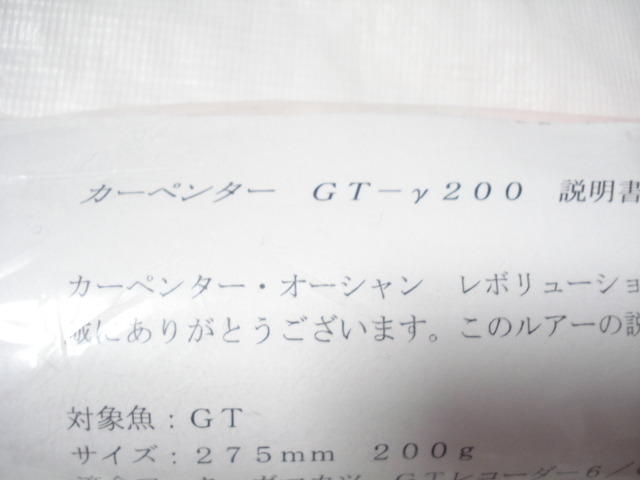 カーペンター　ＧＴ－γ２００　説明書
カーペンター・オーシャン　レボリューショ
誠にありがとうございます。このルアーの説
対象魚：ＧＴ
サイズ：２７５mm　２００g